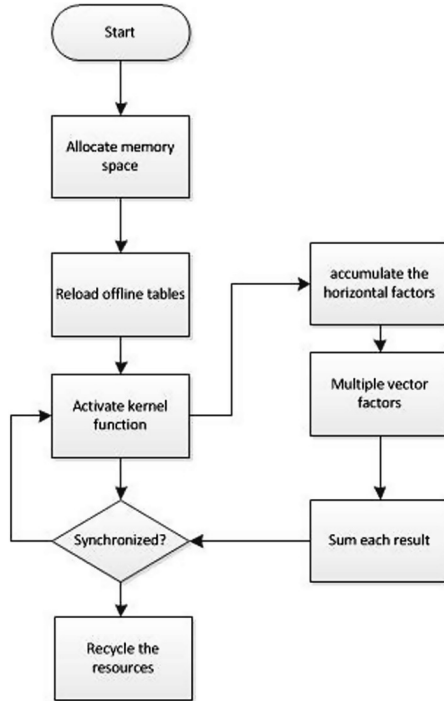 Start
Allocate memory
space
Reload offline tables
Activate kernel
function
Synchronized?
Recycle the
resources
accumulate the
horizontal factors
Multiple vector
factors
Sum each result